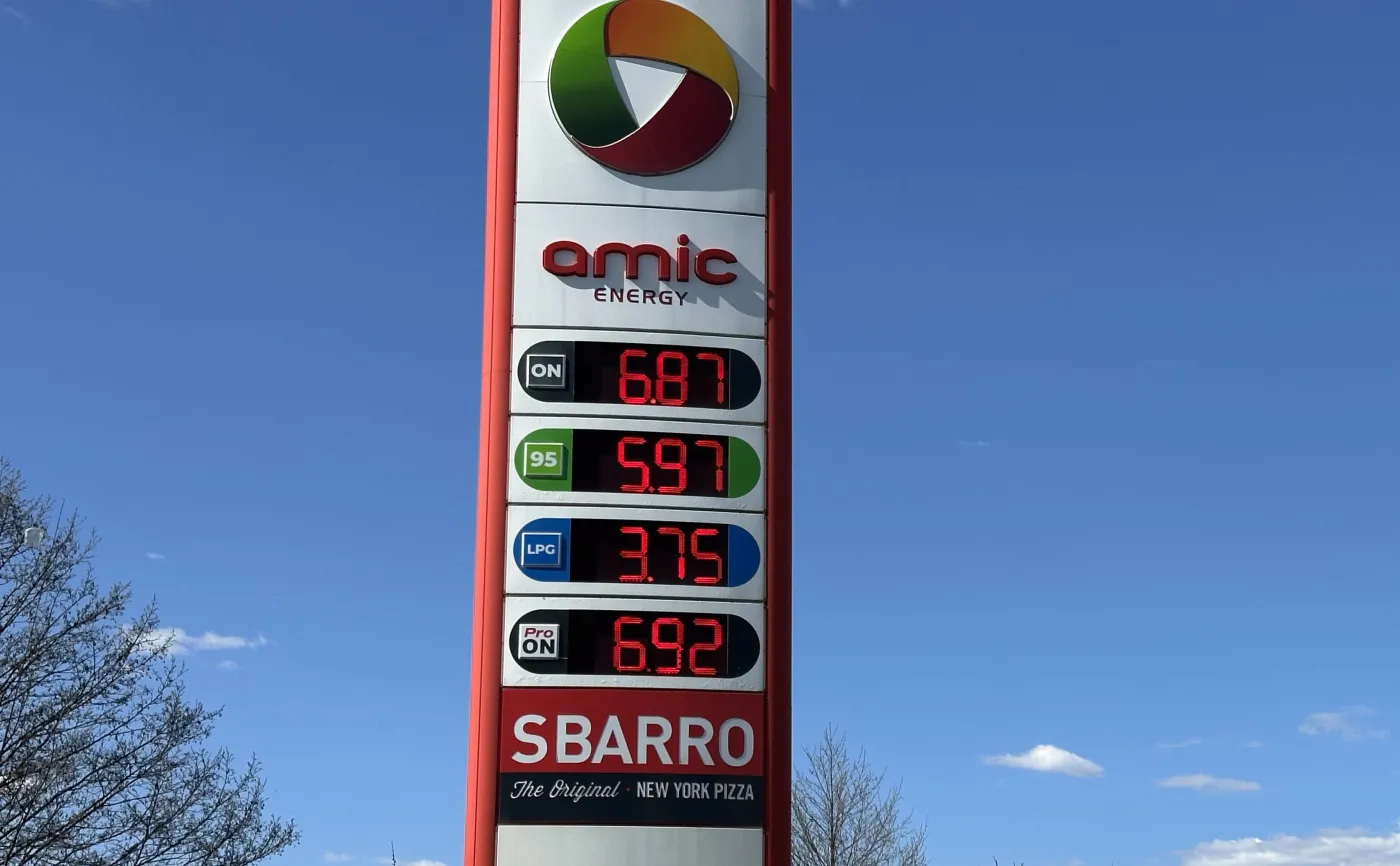 amic
ENERGY
ON 6.87
95 5.97
LPG 3.75
Pro
ON 6.92
SBARRO
The Original · NEW YORK PIZZA